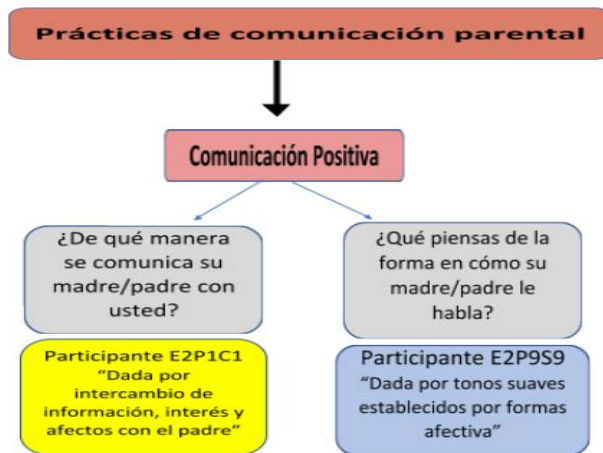 Prácticas de comunicación parental
Comunicación Positiva
¿De qué manera
se comunica su
madre/padre con
usted?
¿Qué piensas de la
forma en cómo su
madre/padre le
habla?
Participante E2P1C1
“Dada por
intercambio de
información, interés y
afectos con el padre”
Participante E2P9S9
“Dada por tonos suaves
establecidos por formas
afectiva”